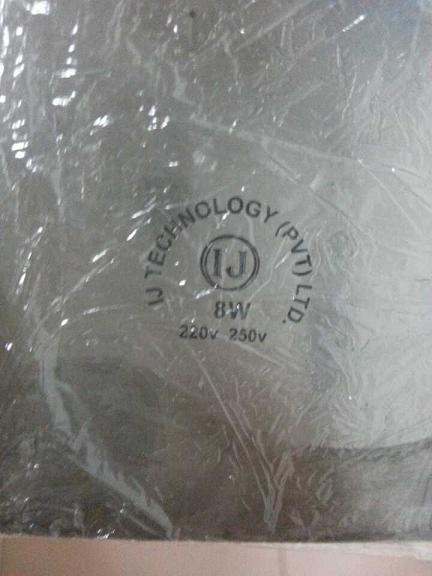 IJ TECHNOLOGY (PVT) LTD.
IJ
8W
220v 250v